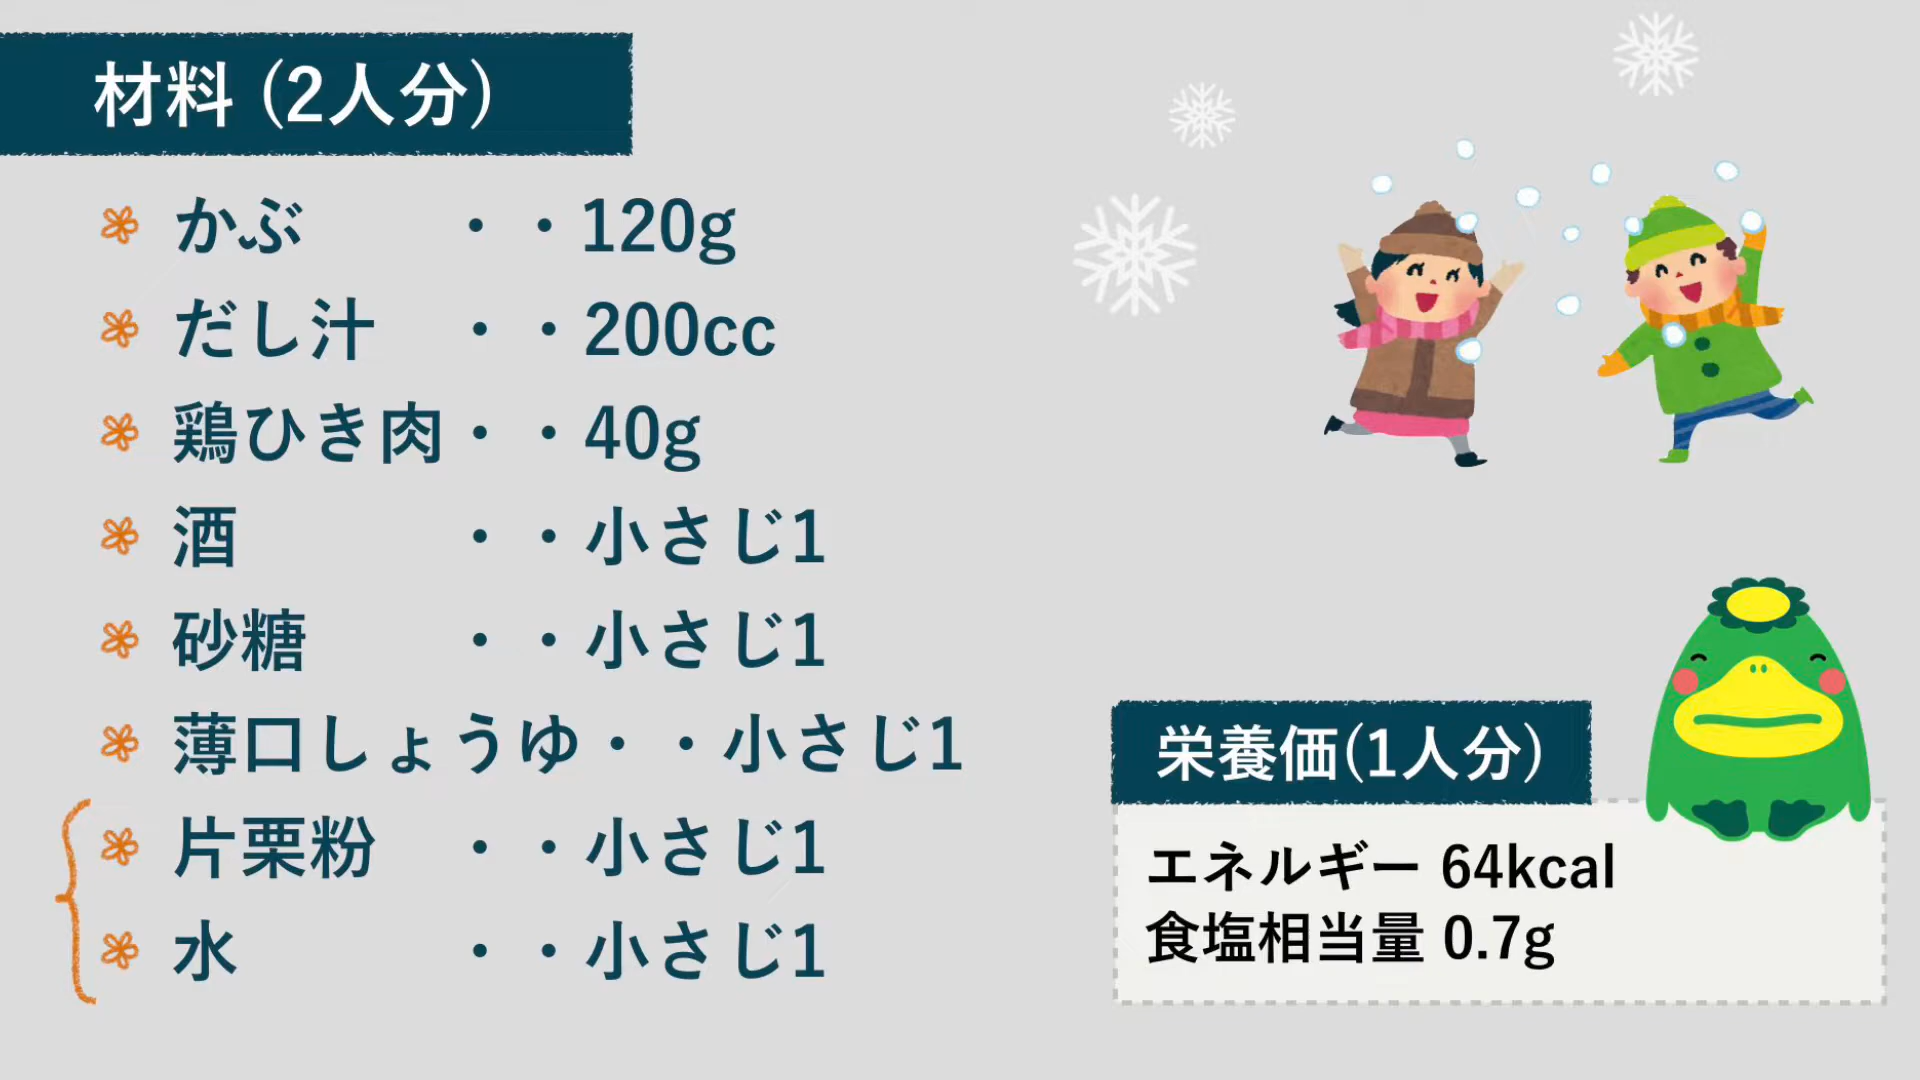 材料 (2人分)
かぶ ・・120g
だし汁 ・・200cc
鶏ひき肉・・40g
酒 ・・小さじ1
砂糖 ・・小さじ1
薄口しょうゆ・・小さじ1
片栗粉 ・・小さじ1
水 ・・小さじ1
栄養価(1人分)
エネルギー 64kcal
食塩相当量 0.7g